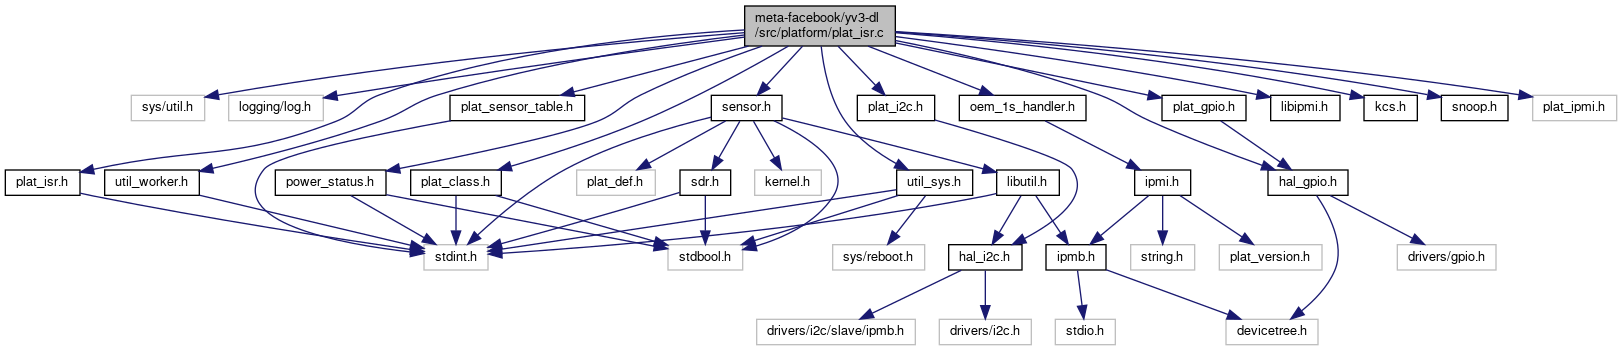 meta-facebook/yv3-dl
/src/platform/plat_isr.c
sys/util.h
logging/log.h
plat_sensor_table.h
sensor.h
plat_i2c.h
oem_1s_handler.h
plat_gpio.h
libipmi.h
kcs.h
snoop.h
plat_ipmi.h
plat_isr.h
util_worker.h
power_status.h
plat_class.h
plat_def.h
sdr.h
kernel.h
util_sys.h
libutil.h
ipmi.h
hal_gpio.h
stdint.h
stdbool.h
sys/reboot.h
hal_i2c.h
ipmb.h
string.h
plat_version.h
drivers/gpio.h
drivers/i2c/slave/ipmb.h
drivers/i2c.h
stdio.h
devicetree.h